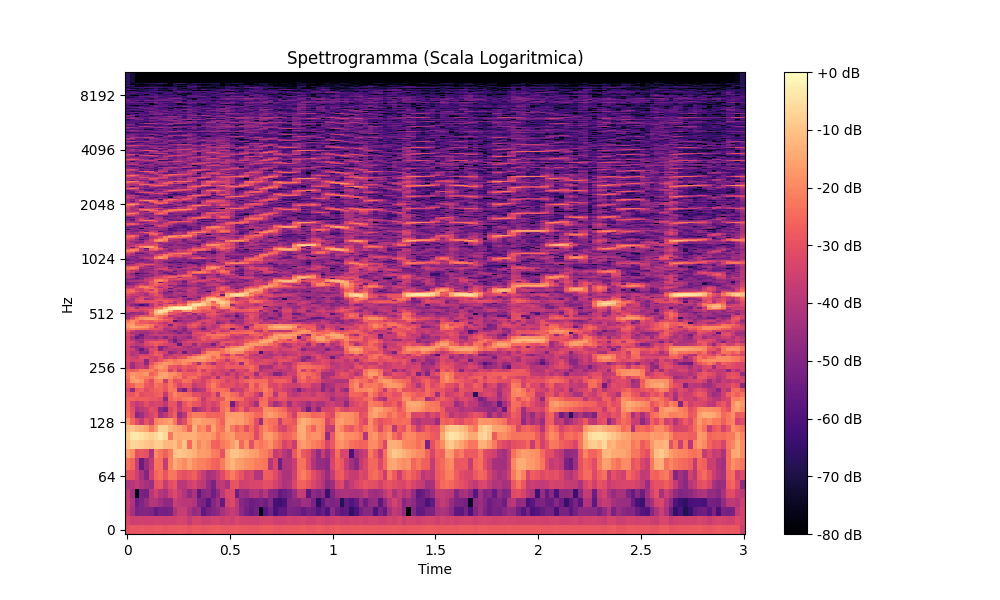 Spettrogramma (Scala Logaritmica)
8192
4096
2048
1024
512
256
128
64
0
Hz
0
0.5
1
1.5
2
2.5
3
Time
+0 dB
-10 dB
-20 dB
-30 dB
-40 dB
-50 dB
-60 dB
-70 dB
-80 dB